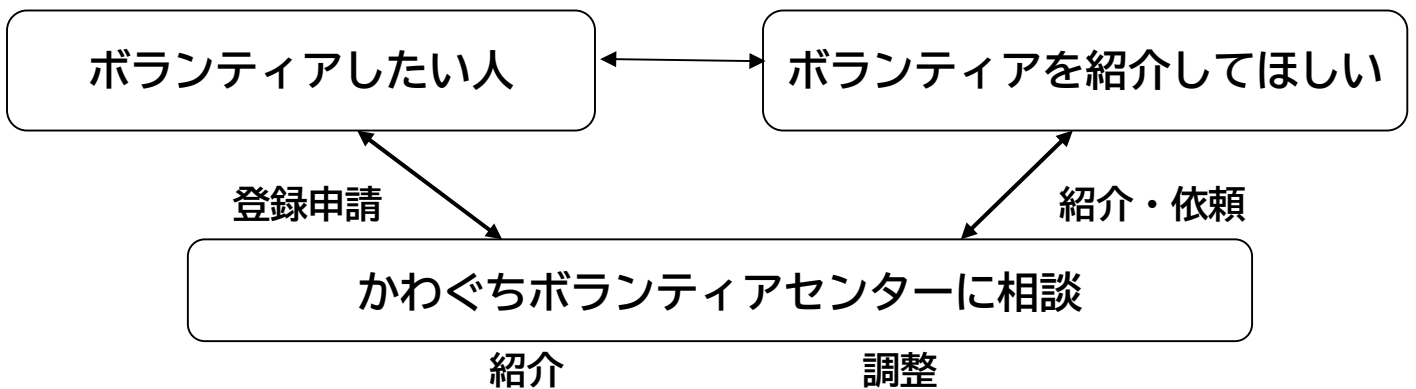 ボランティアしたい人
ボランティアを紹介してほしい
登録申請
紹介・依頼
かわぐちボランティアセンターに相談
紹介
調整